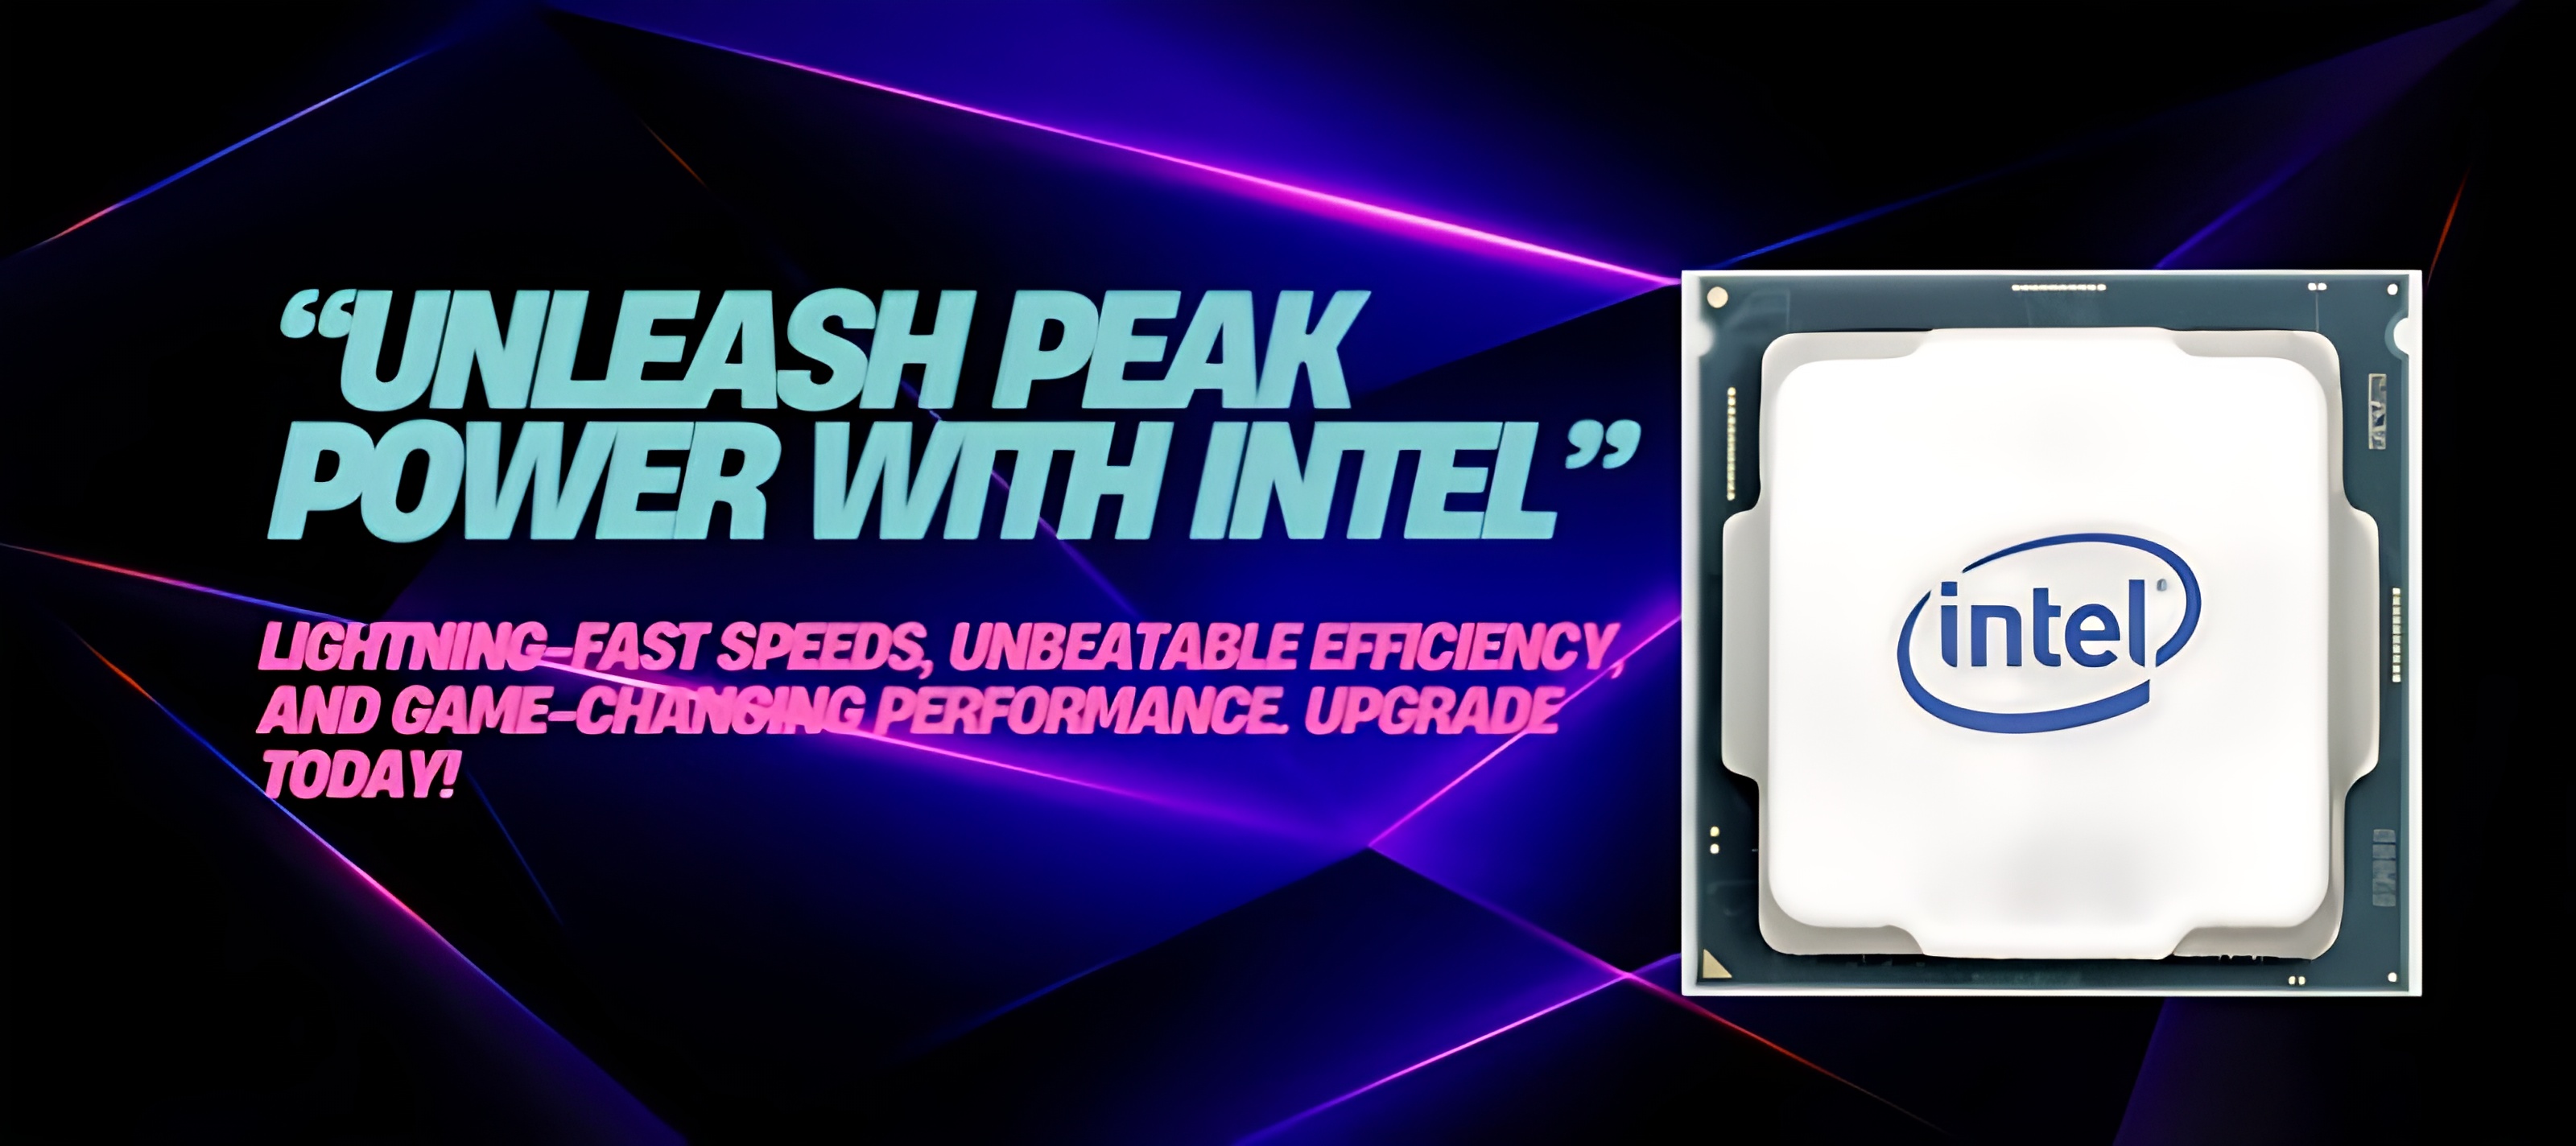 “UNLEASH PEAK
POWER WITH INTEL”
LIGHTNING-FAST SPEEDS, UNBEATABLE EFFICIENCY,
AND GAME-CHANGING PERFORMANCE. UPGRADE
TODAY!
intel®